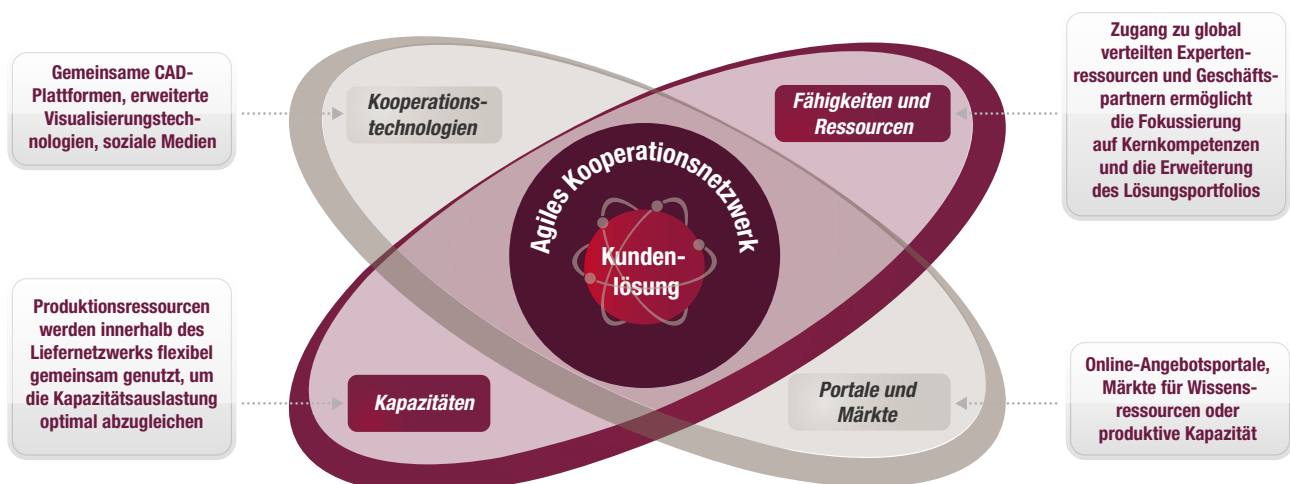 Gemeinsame CAD-
Plattformen, erweiterte
Visualisierungstech-
nologien, soziale Medien
Kooperations-
technologien
Fähigkeiten und
Ressourcen
Zugang zu global
verteilten Experten-
ressourcen und Geschäfts-
partnern ermöglicht
die Fokussierung
auf Kernkompetenzen
und die Erweiterung
des Lösungsportfolios
Agiles Kooperationsnetzwerk
Kunden-
lösung
Produktionsressourcen
werden innerhalb des
Liefernetzwerks flexibel
gemeinsam genutzt, um
die Kapazitätsauslastung
optimal abzugleichen
Kapazitäten
Portale und
Märkte
Online-Angebotsportale,
Märkte für Wissens-
ressourcen oder
produktive Kapazität